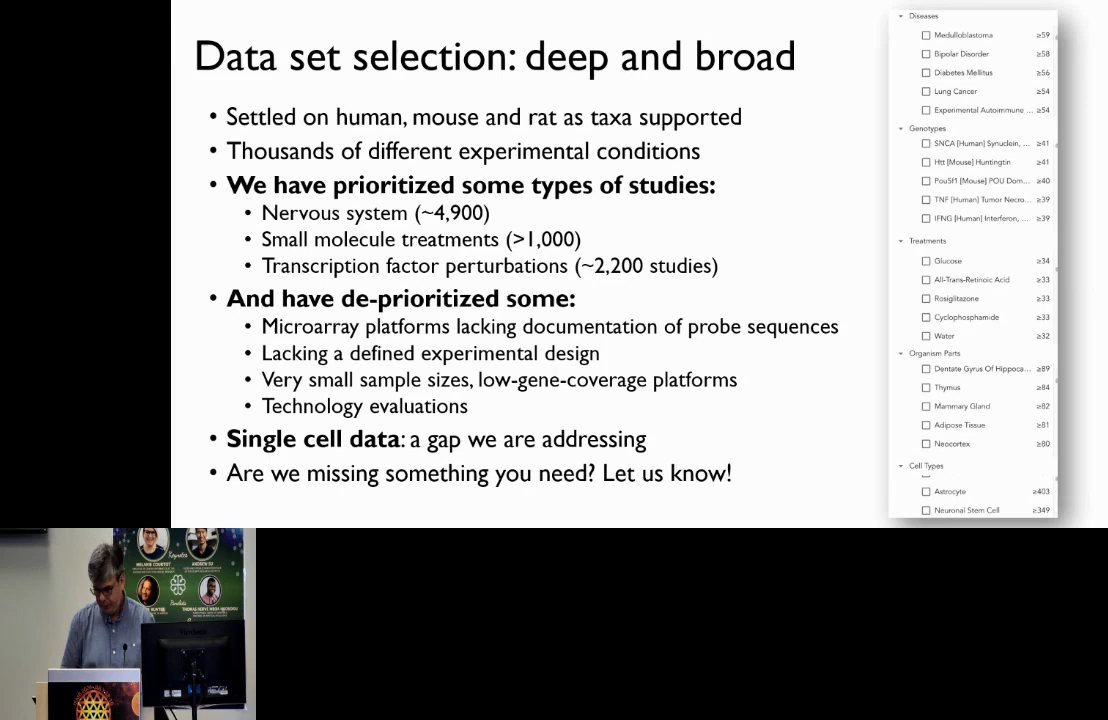 Data set selection: deep and broad
• Settled on human, mouse and rat as taxa supported
• Thousands of different experimental conditions
• We have prioritized some types of studies:
• Nervous system (~4,900)
• Small molecule treatments (>1,000)
• Transcription factor perturbations (~2,200 studies)
• And have de-prioritized some:
• Microarray platforms lacking documentation of probe sequences
• Lacking a defined experimental design
• Very small sample sizes, low-gene-coverage platforms
• Technology evaluations
• Single cell data: a gap we are addressing
• Are we missing something you need? Let us know!
Diseases
Medulloblastoma ≥59
Bipolar Disorder ≥58
Diabetes Mellitus ≥56
Lung Cancer ≥54
Experimental Autoimmune ... ≥54
Genotypes
SNCA [Human] Synuclein, ... ≥41
Htt [Mouse] Huntingtin ≥41
Pou5f1 [Mouse] POU Dom... ≥40
TNF [Human] Tumor Necro... ≥39
IFNG [Human] Interferon, ... ≥39
Treatments
Glucose ≥34
All-Trans-Retinoic Acid ≥33
Rosiglitazone ≥33
Cyclophosphamide ≥33
Water ≥32
Organism Parts
Dentate Gyrus Of Hippoca... ≥89
Thymus ≥84
Mammary Gland ≥82
Adipose Tissue ≥81
Neocortex ≥80
Cell Types
Astrocyte ≥403
Neuronal Stem Cell ≥349
Keynotes
MELANIE COURTOT
ANDREW SU
Finalists
ViewSonic